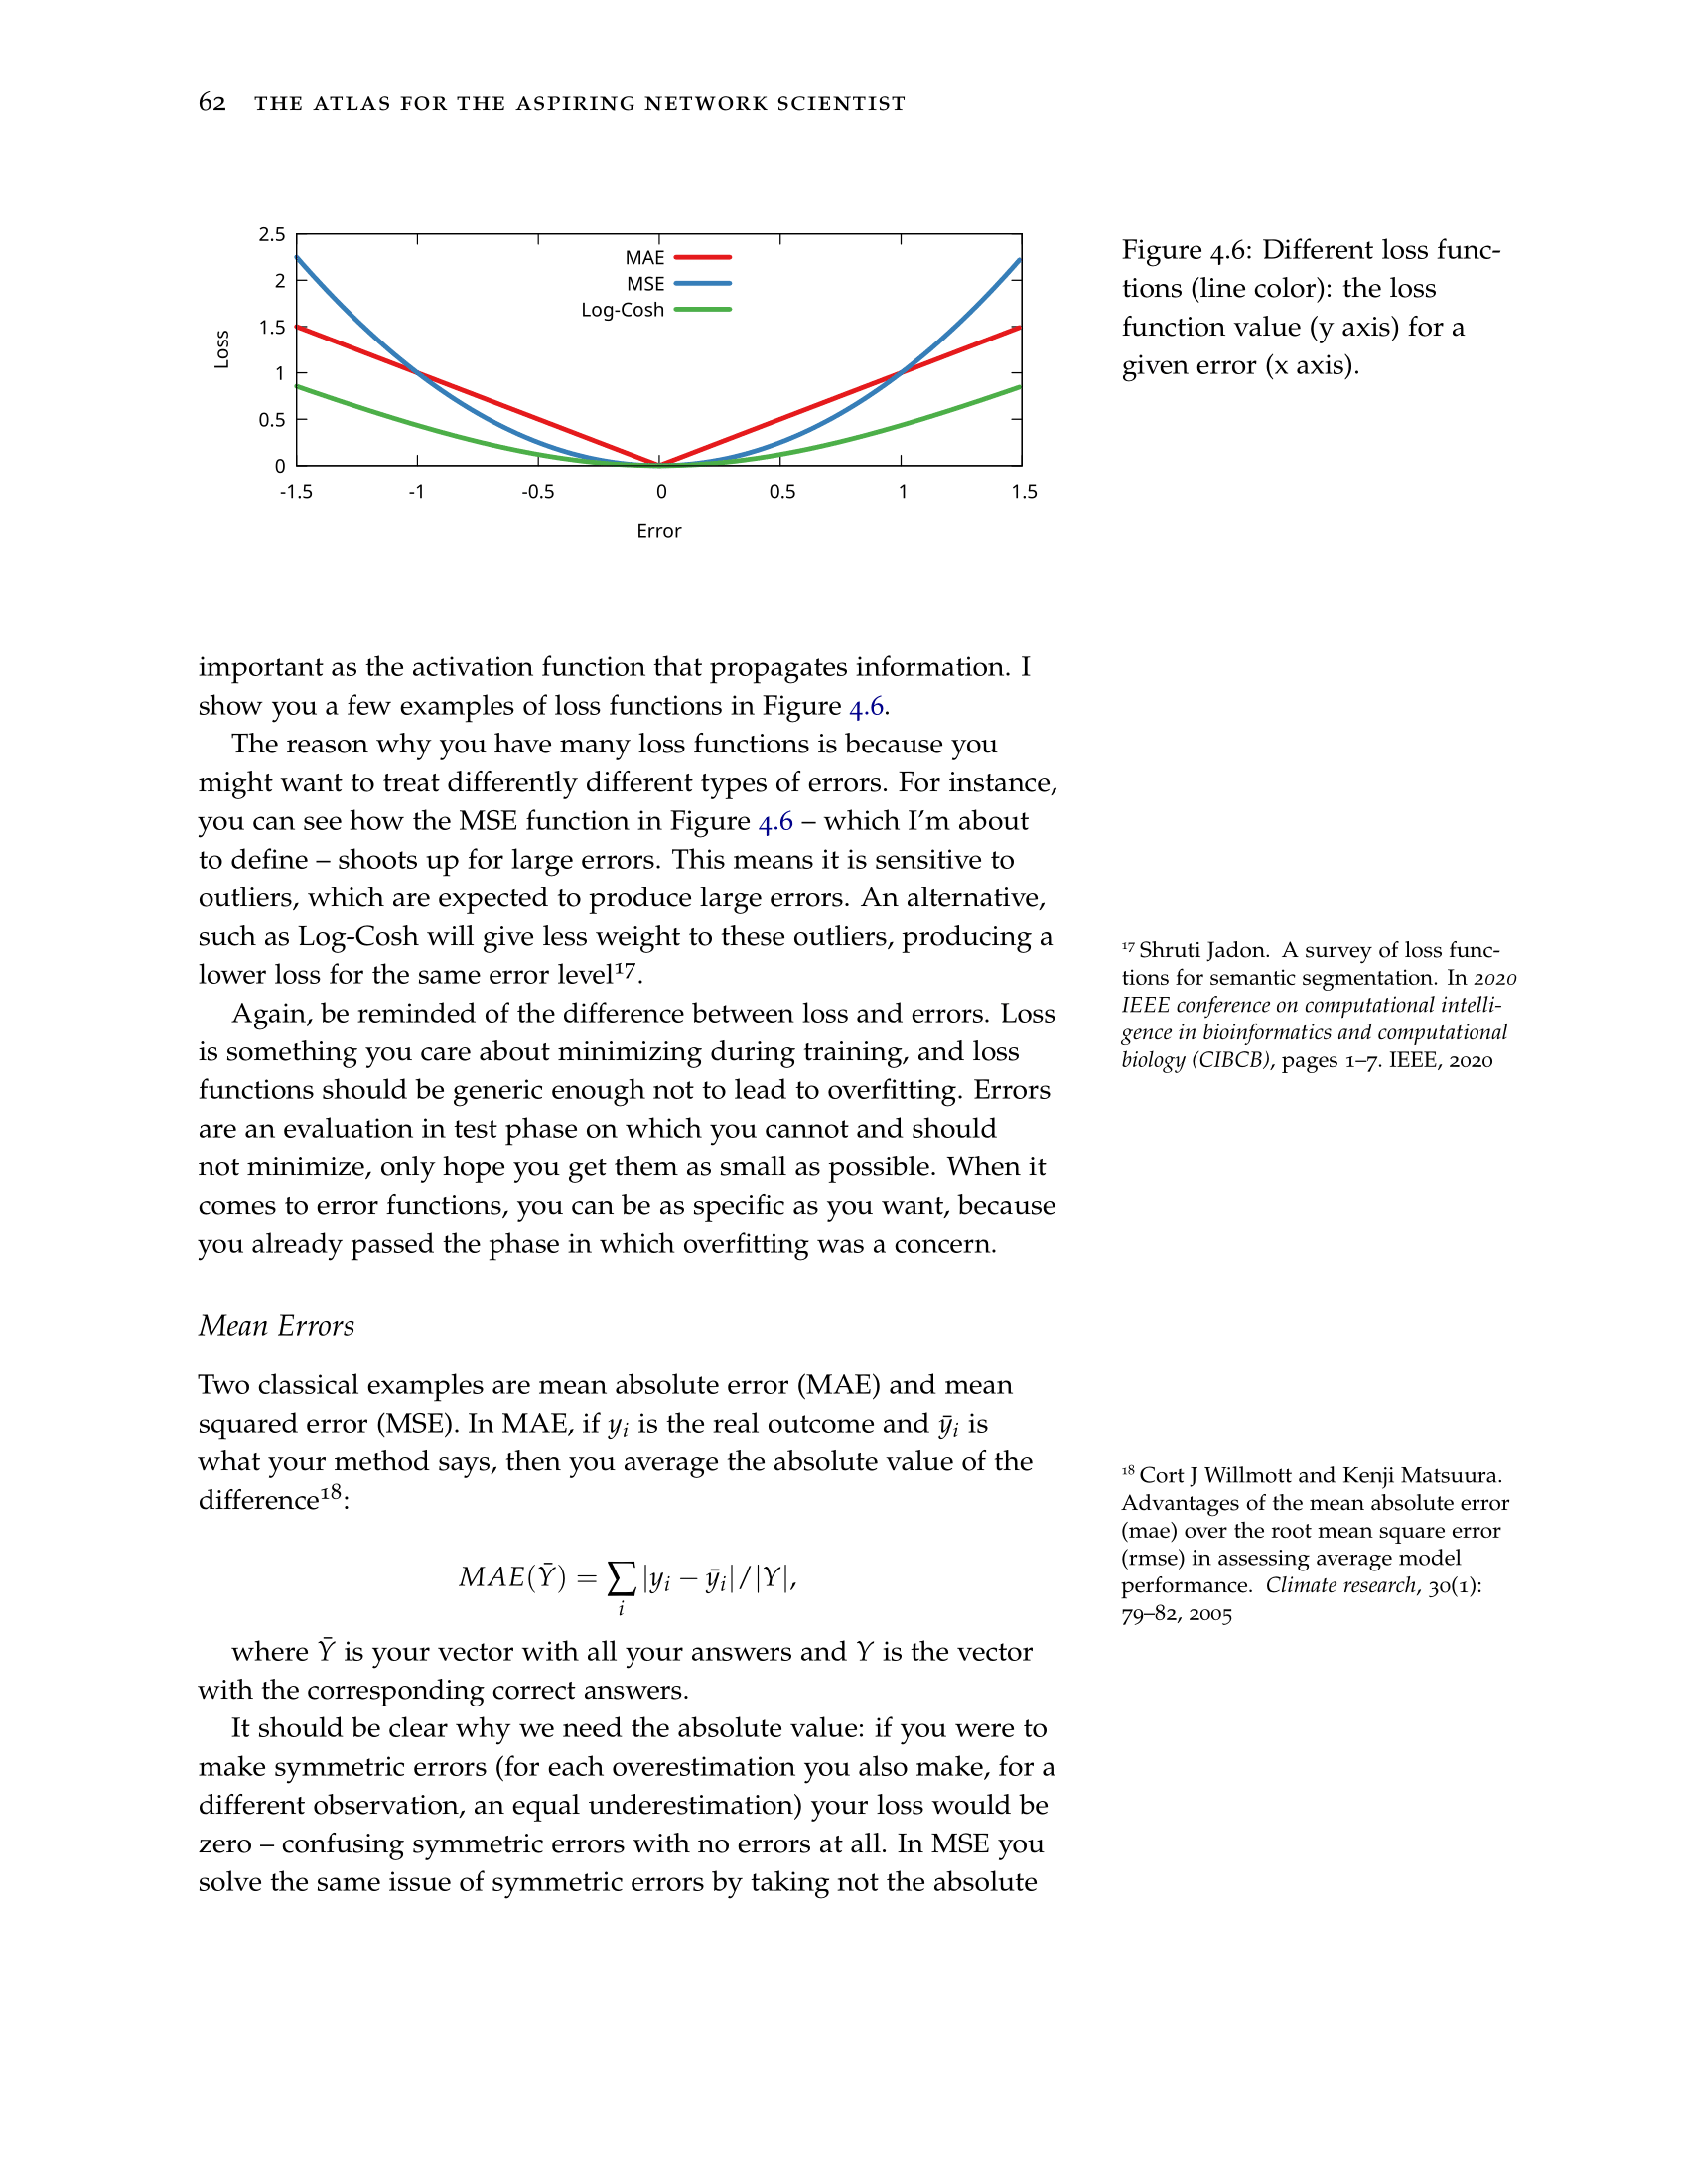 62 THE ATLAS FOR THE ASPIRING NETWORK SCIENTIST
2.5
2
1.5
1
0.5
0
Loss
MAE
MSE
Log-Cosh
-1.5 -1 -0.5 0 0.5 1 1.5
Error
Figure 4.6: Different loss func-
tions (line color): the loss
function value (y axis) for a
given error (x axis).
important as the activation function that propagates information. I
show you a few examples of loss functions in Figure 4.6.
The reason why you have many loss functions is because you
might want to treat differently different types of errors. For instance,
you can see how the MSE function in Figure 4.6 – which I'm about
to define – shoots up for large errors. This means it is sensitive to
outliers, which are expected to produce large errors. An alternative,
such as Log-Cosh will give less weight to these outliers, producing a
lower loss for the same error level¹⁷.
¹⁷ Shruti Jadon. A survey of loss func-
tions for semantic segmentation. In 2020
IEEE conference on computational intelli-
gence in bioinformatics and computational
biology (CIBCB), pages 1–7. IEEE, 2020
Again, be reminded of the difference between loss and errors. Loss
is something you care about minimizing during training, and loss
functions should be generic enough not to lead to overfitting. Errors
are an evaluation in test phase on which you cannot and should
not minimize, only hope you get them as small as possible. When it
comes to error functions, you can be as specific as you want, because
you already passed the phase in which overfitting was a concern.
Mean Errors
Two classical examples are mean absolute error (MAE) and mean
squared error (MSE). In MAE, if yᵢ is the real outcome and ȳᵢ is
what your method says, then you average the absolute value of the
difference¹⁸:
¹⁸ Cort J Willmott and Kenji Matsuura.
Advantages of the mean absolute error
(mae) over the root mean square error
(rmse) in assessing average model
performance. Climate research, 30(1):
79–82, 2005
MAE(Ȳ) = ∑ |yᵢ − ȳᵢ|/|Y|,
i
where Ȳ is your vector with all your answers and Y is the vector
with the corresponding correct answers.
It should be clear why we need the absolute value: if you were to
make symmetric errors (for each overestimation you also make, for a
different observation, an equal underestimation) your loss would be
zero – confusing symmetric errors with no errors at all. In MSE you
solve the same issue of symmetric errors by taking not the absolute